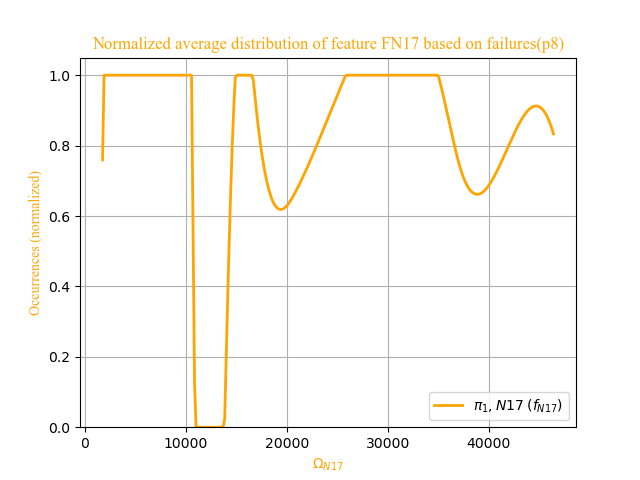 Normalized average distribution of feature FN17 based on failures(p8)
Occurrences (normalized)
1.0
0.8
0.6
0.4
0.2
0.0
0 10000 20000 30000 40000
Ω_N17
π₁, N17 (f_N17)